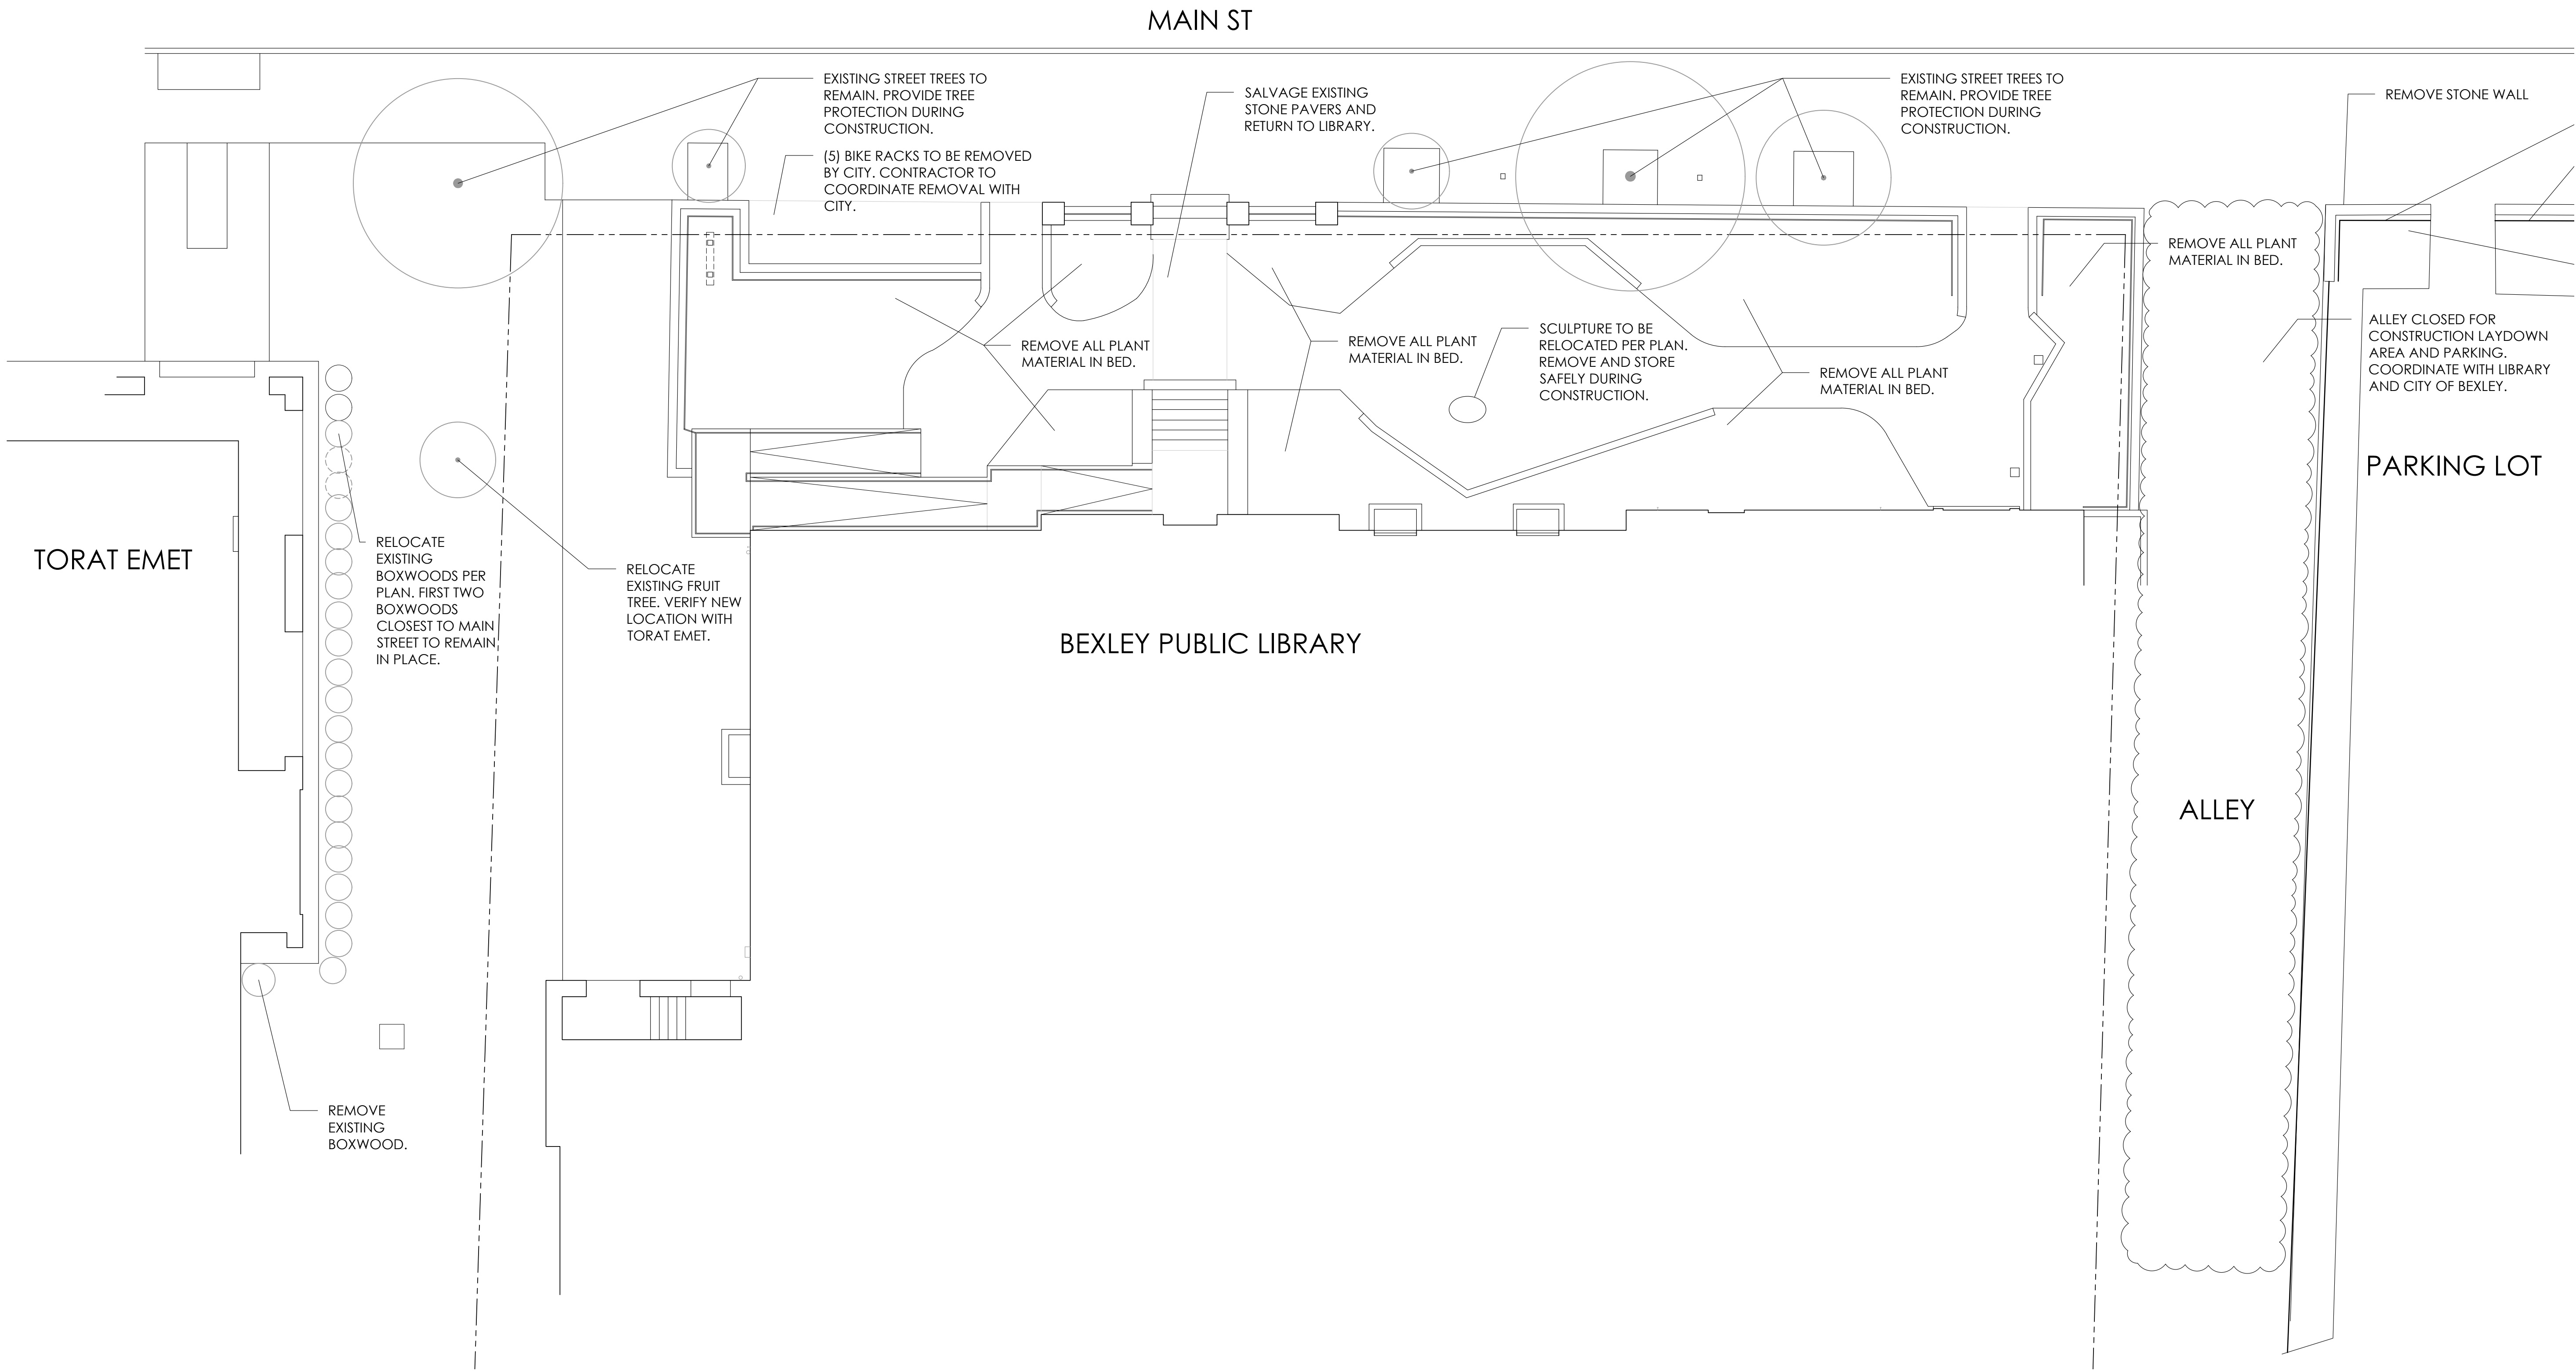 MAIN ST
EXISTING STREET TREES TO
REMAIN. PROVIDE TREE
PROTECTION DURING
CONSTRUCTION.
(5) BIKE RACKS TO BE REMOVED
BY CITY. CONTRACTOR TO
COORDINATE REMOVAL WITH
CITY.
SALVAGE EXISTING
STONE PAVERS AND
RETURN TO LIBRARY.
EXISTING STREET TREES TO
REMAIN. PROVIDE TREE
PROTECTION DURING
CONSTRUCTION.
REMOVE STONE WALL
REMOVE ALL PLANT
MATERIAL IN BED.
REMOVE ALL PLANT
MATERIAL IN BED.
REMOVE ALL PLANT
MATERIAL IN BED.
SCULPTURE TO BE
RELOCATED PER PLAN.
REMOVE AND STORE
SAFELY DURING
CONSTRUCTION.
REMOVE ALL PLANT
MATERIAL IN BED.
ALLEY CLOSED FOR
CONSTRUCTION LAYDOWN
AREA AND PARKING.
COORDINATE WITH LIBRARY
AND CITY OF BEXLEY.
PARKING LOT
TORAT EMET
RELOCATE
EXISTING
BOXWOODS PER
PLAN. FIRST TWO
BOXWOODS
CLOSEST TO MAIN
STREET TO REMAIN
IN PLACE.
RELOCATE
EXISTING FRUIT
TREE. VERIFY NEW
LOCATION WITH
TORAT EMET.
BEXLEY PUBLIC LIBRARY
ALLEY
REMOVE
EXISTING
BOXWOOD.